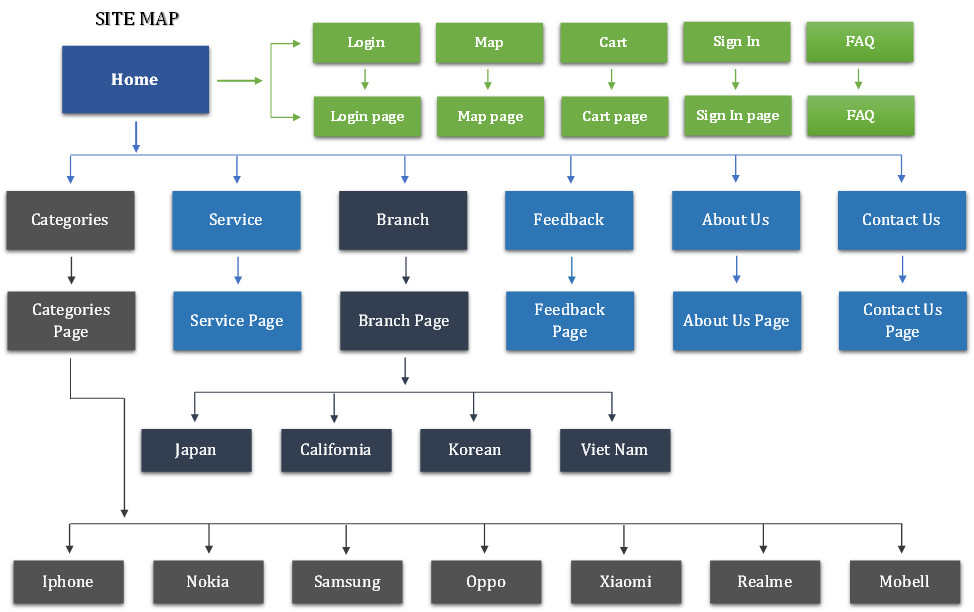 SITE MAP
Home
Login
Map
Cart
Sign In
FAQ
Login page
Map page
Cart page
Sign In page
FAQ
Categories
Service
Branch
Feedback
About Us
Contact Us
Categories
Page
Service Page
Branch Page
Feedback
Page
About Us Page
Contact Us
Page
Japan
California
Korean
Viet Nam
Iphone
Nokia
Samsung
Oppo
Xiaomi
Realme
Mobell